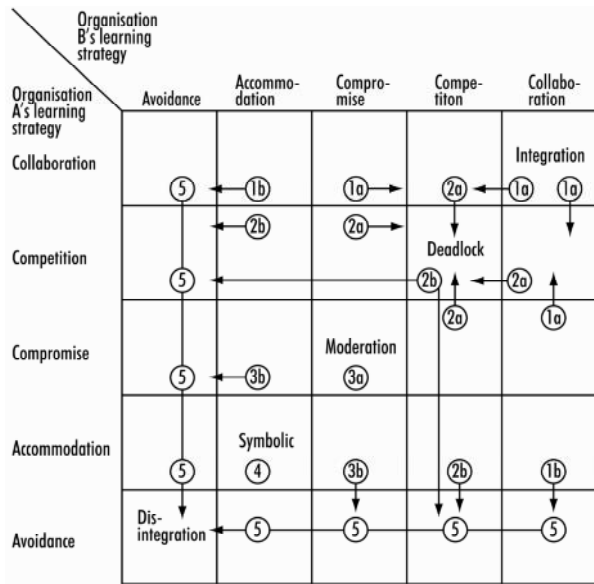 Organisation
B's learning
strategy
Organisation
A's learning
strategy
Avoidance
Accommo-
dation
Compro-
mise
Compe-
titon
Collabo-
ration
Collaboration
Integration
5
1b
1a
2a
1a
1a
2b
2a
Competition
Deadlock
5
2b
2a
2a
1a
Compromise
Moderation
5
3b
3a
Accommodation
Symbolic
5
4
3b
2b
1b
Avoidance
Dis-
integration
5
5
5
5